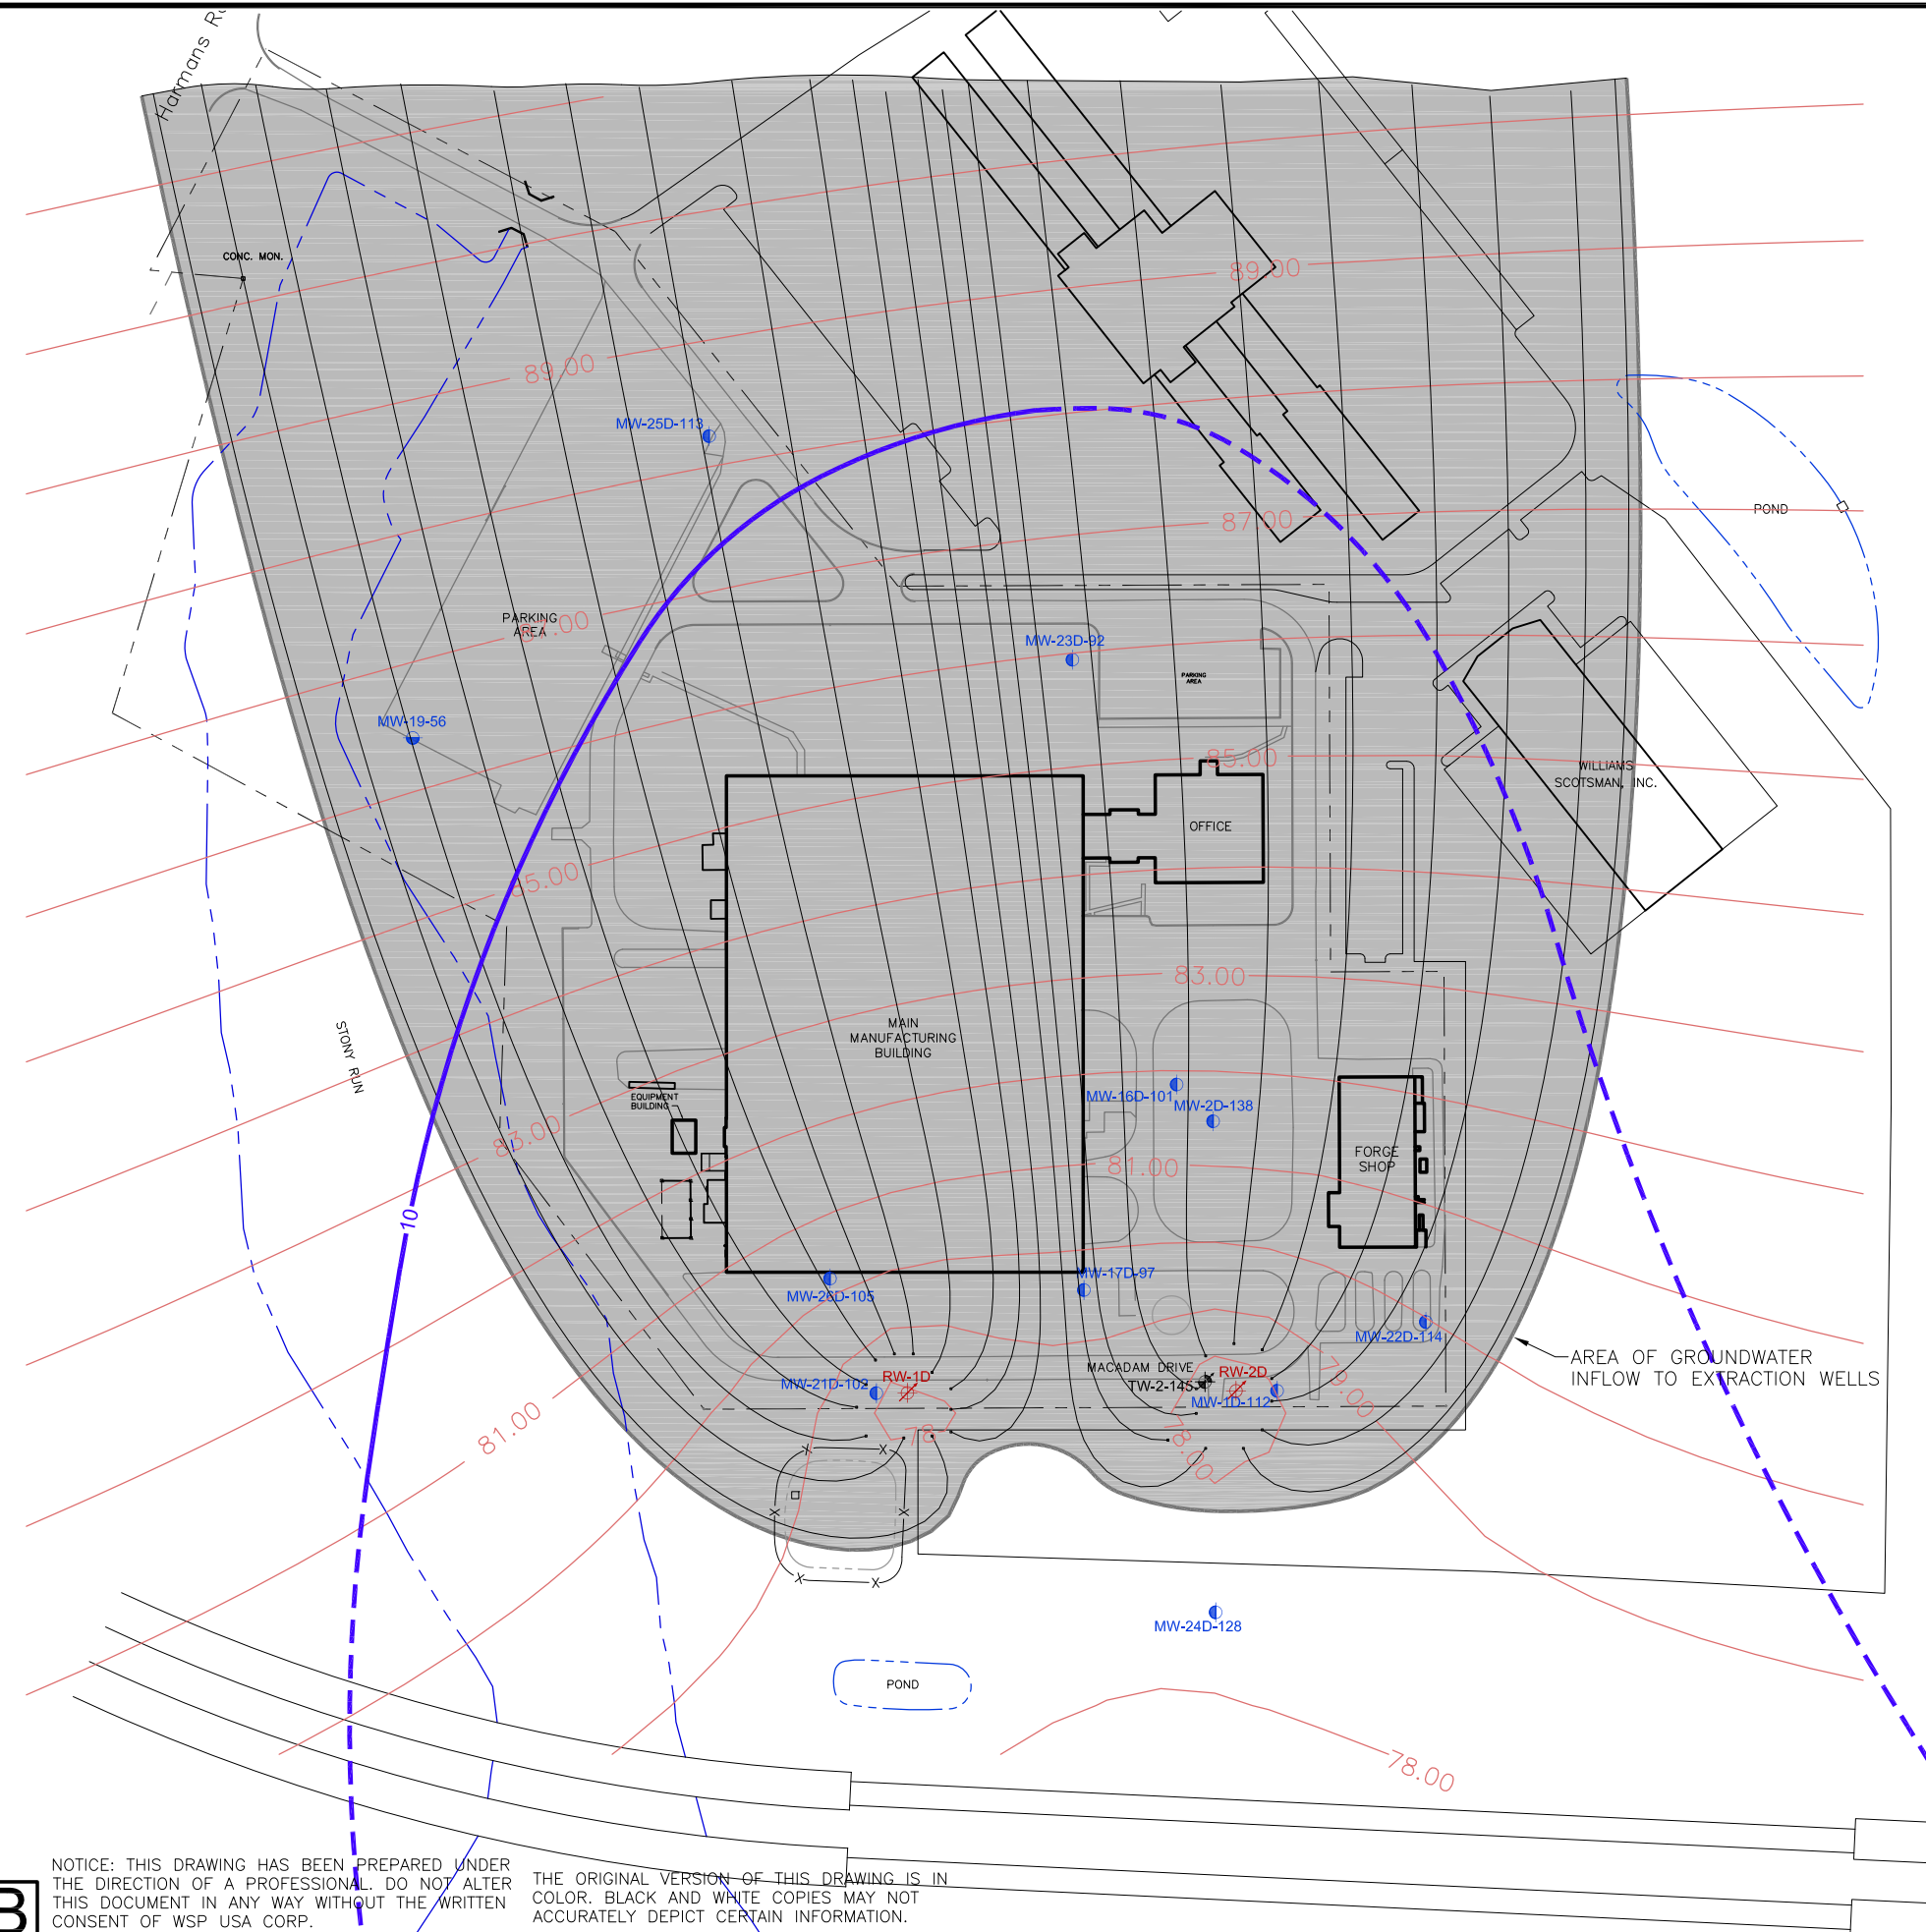 Harmans
CONC. MON.
89.00
89.00
MW-25D-113
87.00
POND
PARKING
AREA
87.00
MW-23D-92
PARKING
AREA
MW-19-56
85.00
WILLIAMS
SCOTSMAN, INC.
OFFICE
85.00
83.00
MAIN
MANUFACTURING
BUILDING
STONY RUN
EQUIPMENT
BUILDING
MW-16D-101
MW-2D-138
83.00
FORGE
SHOP
81.00
10
MW-17D-97
MW-26D-105
MW-22D-114
AREA OF GROUNDWATER
INFLOW TO EXTRACTION WELLS
MACADAM DRIVE
RW-1D
RW-2D
MW-21D-102
TW-2-145
MW-1D-112
79.00
81.00
78
78.00
X X
X X
X X
MW-24D-128
POND
78.00
B
NOTICE: THIS DRAWING HAS BEEN PREPARED UNDER
THE DIRECTION OF A PROFESSIONAL. DO NOT ALTER
THIS DOCUMENT IN ANY WAY WITHOUT THE WRITTEN
CONSENT OF WSP USA CORP.
THE ORIGINAL VERSION OF THIS DRAWING IS IN
COLOR. BLACK AND WHITE COPIES MAY NOT
ACCURATELY DEPICT CERTAIN INFORMATION.